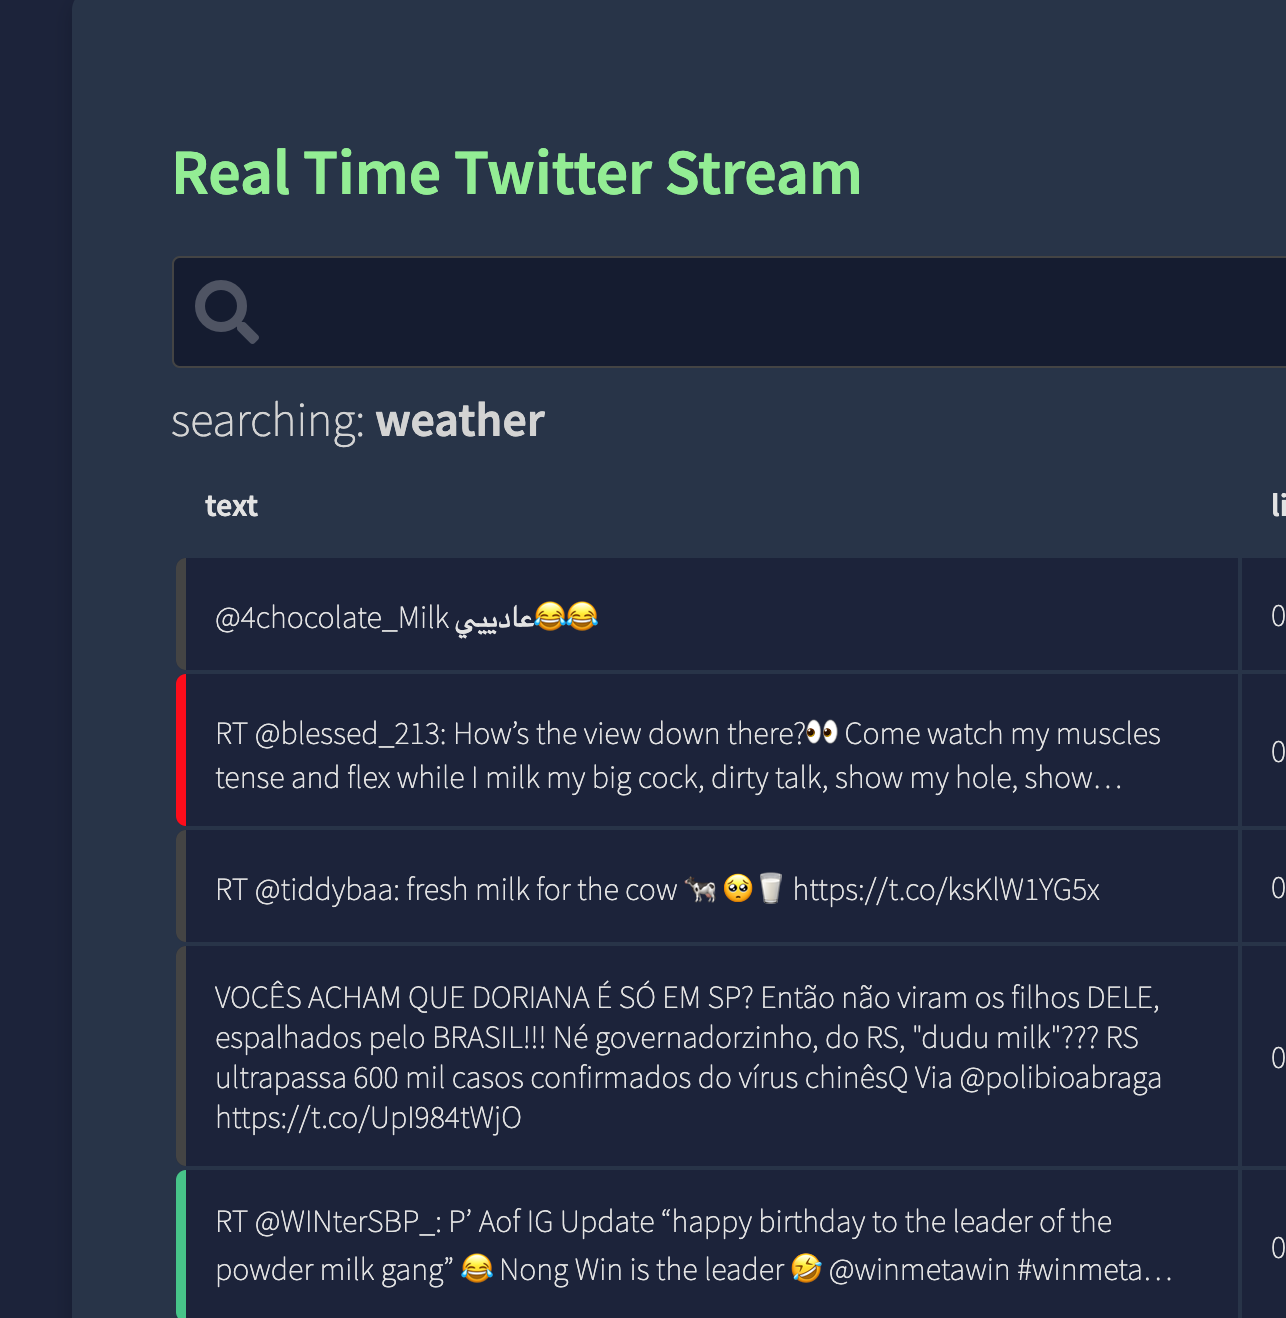 Real Time Twitter Stream
searching: weather
text
li
@4chocolate_Milk عادييي😂😂
0
RT @blessed_213: How’s the view down there?👀 Come watch my muscles
tense and flex while I milk my big cock, dirty talk, show my hole, show…
0
RT @tiddybaa: fresh milk for the cow 🐄 🥺 🥛 https://t.co/ksKlW1YG5x
0
VOCÊS ACHAM QUE DORIANA É SÓ EM SP? Então não viram os filhos DELE,
espalhados pelo BRASIL!!! Né governadorzinho, do RS, "dudu milk"??? RS
ultrapassa 600 mil casos confirmados do vírus chinêsQ Via @polibioabraga
https://t.co/UpI984tWjO
0
RT @WINterSBP_: P’ Aof IG Update “happy birthday to the leader of the
powder milk gang” 😂 Nong Win is the leader 🤣 @winmetawin #winmeta…
0